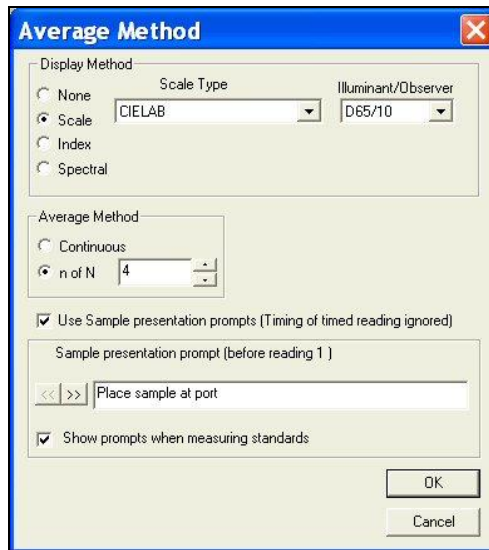 Average Method
Display Method
None
Scale
Index
Spectral
Scale Type
CIELAB
Illuminant/Observer
D65/10
Average Method
Continuous
n of N
4
Use Sample presentation prompts (Timing of timed reading ignored)
Sample presentation prompt (before reading 1 )
<< >> Place sample at port
Show prompts when measuring standards
OK
Cancel